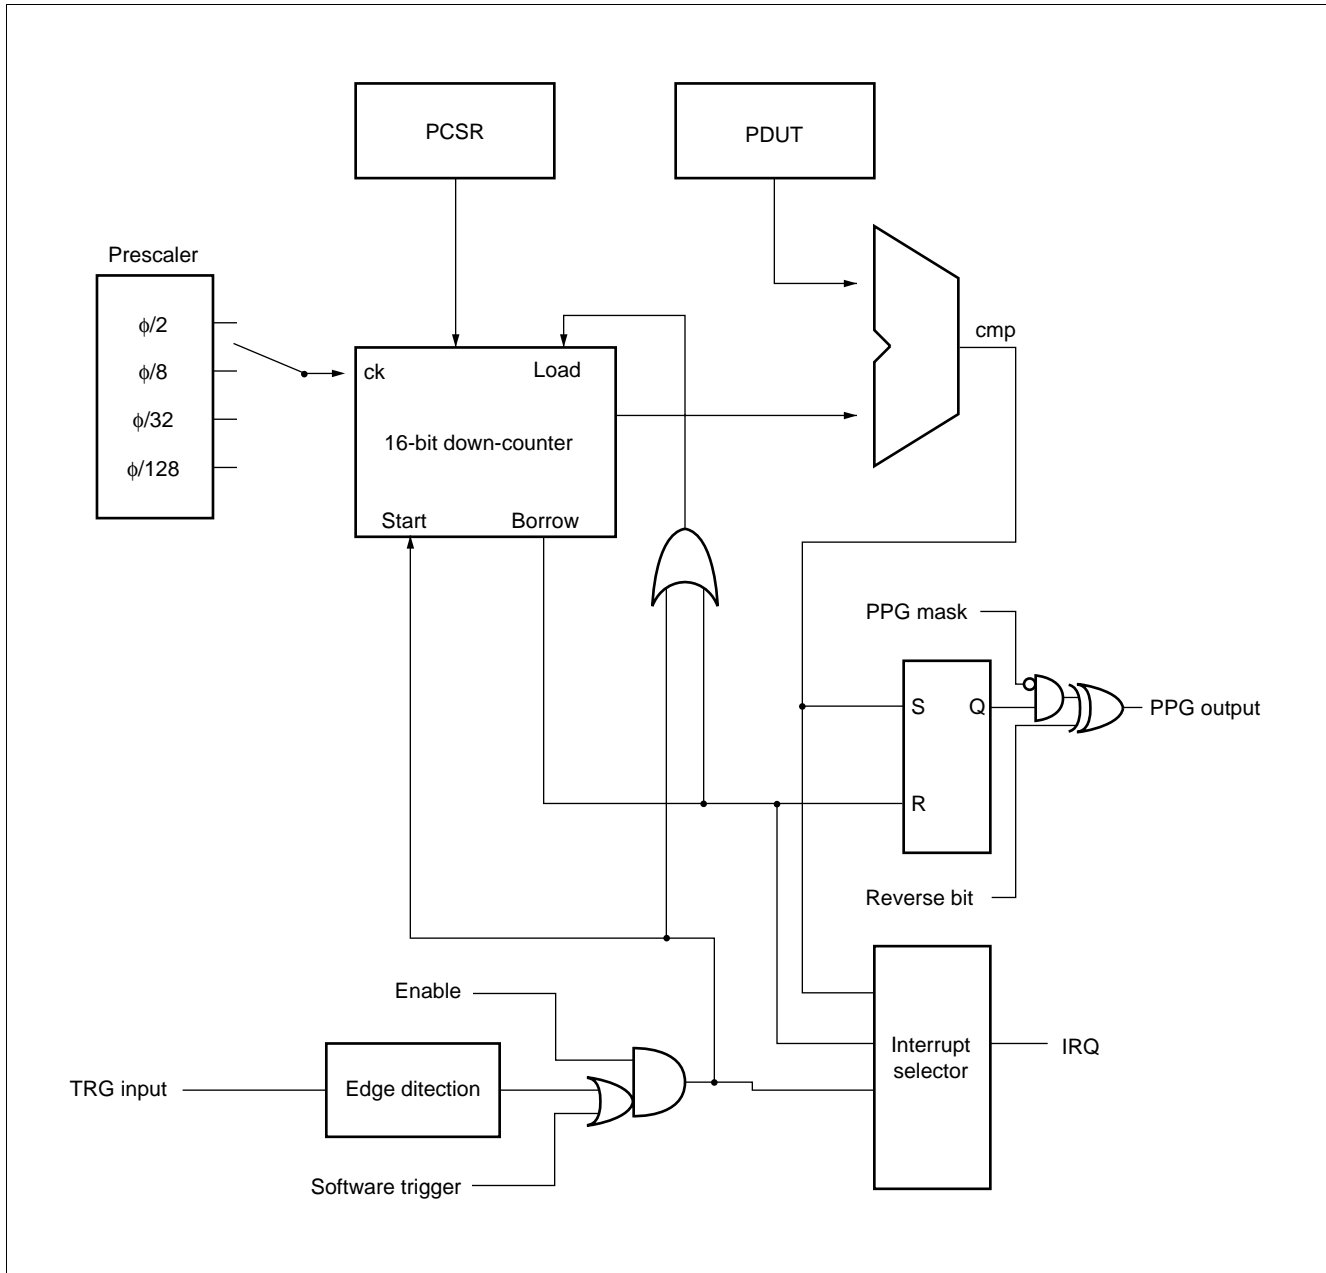 PCSR
PDUT
Prescaler
ϕ/2
ϕ/8
ϕ/32
ϕ/128
ck
Load
16-bit down-counter
Start
Borrow
cmp
PPG mask
S
Q
R
PPG output
Reverse bit
Enable
TRG input
Edge ditection
Software trigger
Interrupt
selector
IRQ